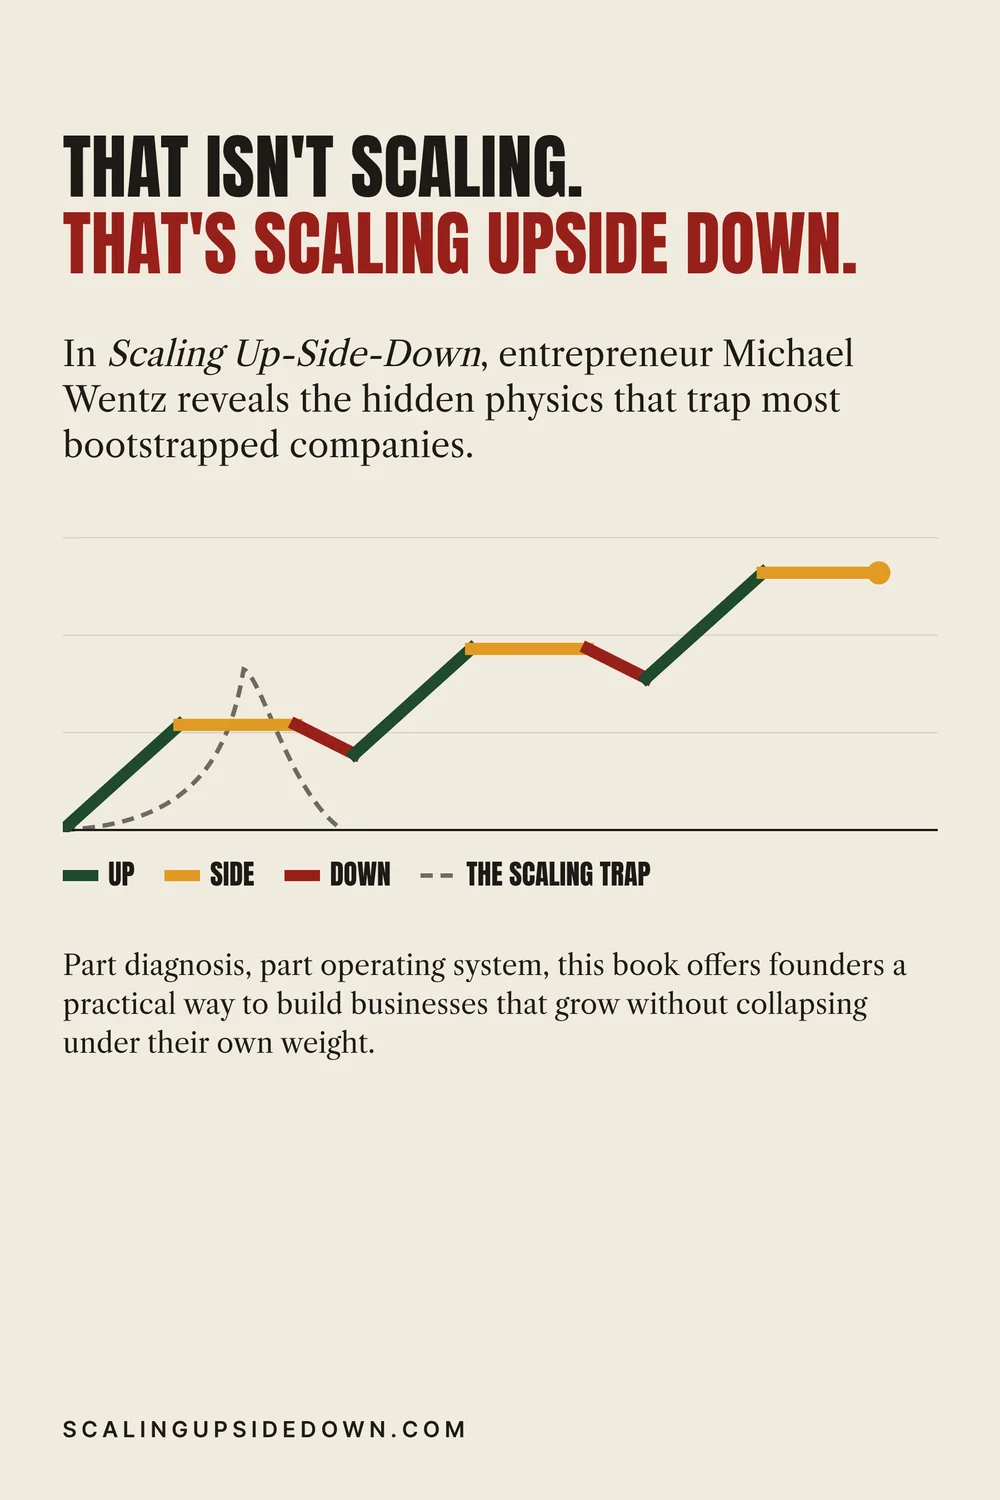 THAT ISN'T SCALING.
THAT'S SCALING UPSIDE DOWN.
In Scaling Up-Side-Down, entrepreneur Michael
Wentz reveals the hidden physics that trap most
bootstrapped companies.
UP SIDE DOWN THE SCALING TRAP
Part diagnosis, part operating system, this book offers founders a
practical way to build businesses that grow without collapsing
under their own weight.
SCALINGUPSIDEDOWN.COM